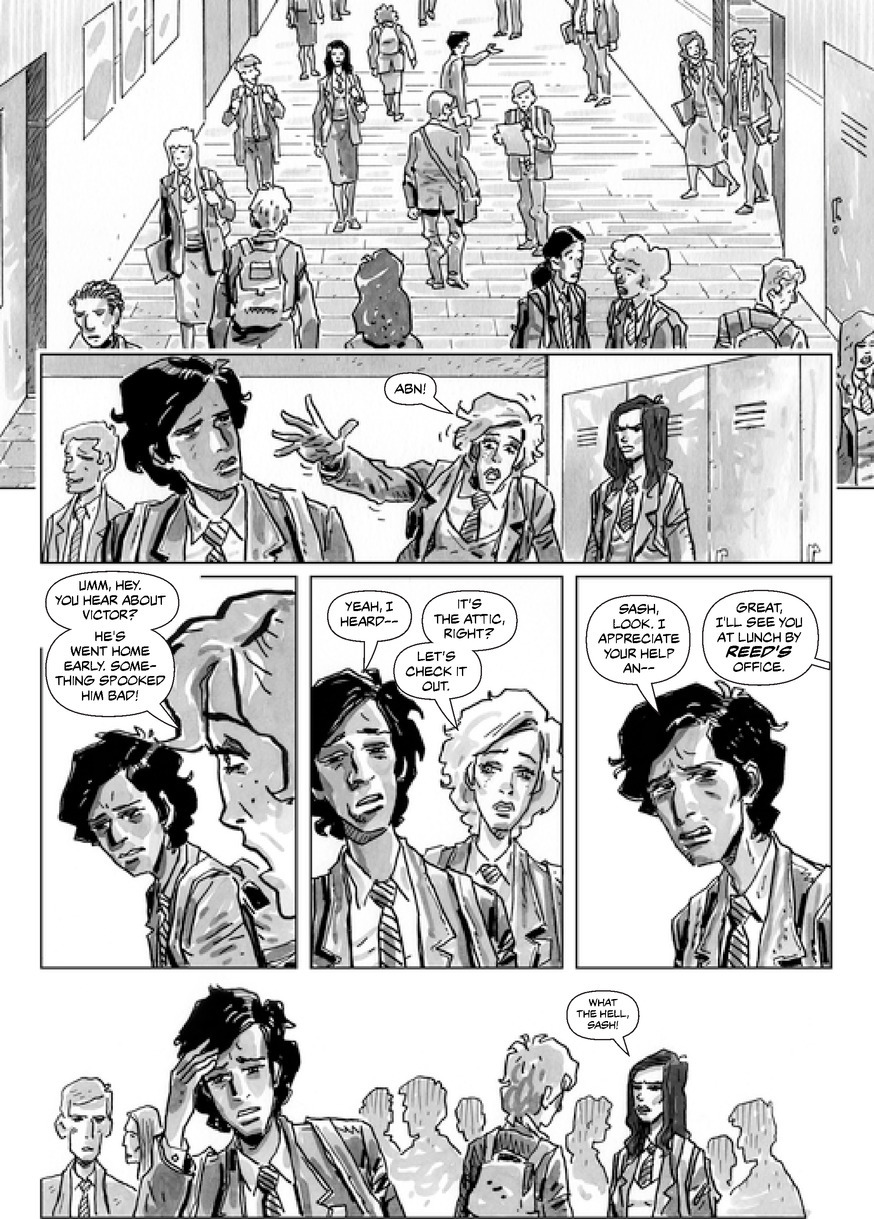 ABN!
UMM, HEY.
YOU HEAR ABOUT
VICTOR?
HE'S
WENT HOME
EARLY. SOME-
THING SPOOKED
HIM BAD!
YEAH, I
HEARD--
IT'S
THE ATTIC,
RIGHT?
LET'S
CHECK IT
OUT.
SASH,
LOOK. I
APPRECIATE
YOUR HELP
AN--
GREAT,
I'LL SEE YOU
AT LUNCH BY
REED'S
OFFICE.
WHAT
THE HELL,
SASH!